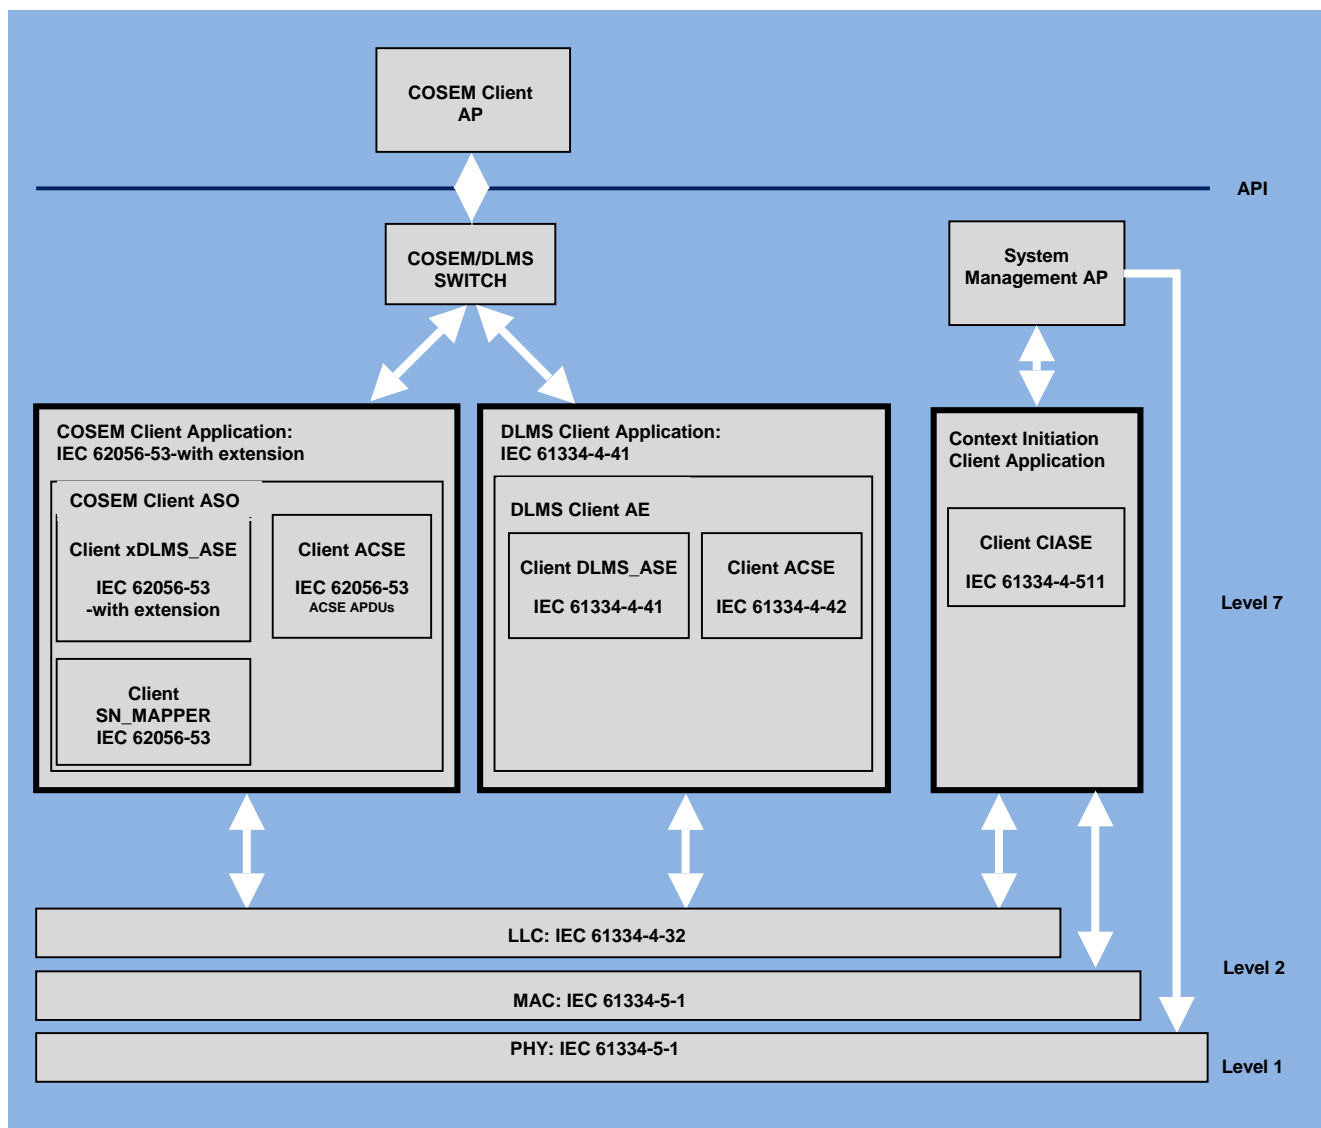 COSEM Client
AP
API
COSEM/DLMS
SWITCH
System
Management AP
COSEM Client Application:
IEC 62056-53-with extension
COSEM Client ASO
Client xDLMS_ASE
IEC 62056-53
-with extension
Client ACSE
IEC 62056-53
ACSE APDUs
Client
SN_MAPPER
IEC 62056-53
DLMS Client Application:
IEC 61334-4-41
DLMS Client AE
Client DLMS_ASE
IEC 61334-4-41
Client ACSE
IEC 61334-4-42
Context Initiation
Client Application
Client CIASE
IEC 61334-4-511
Level 7
LLC: IEC 61334-4-32
Level 2
MAC: IEC 61334-5-1
PHY: IEC 61334-5-1
Level 1